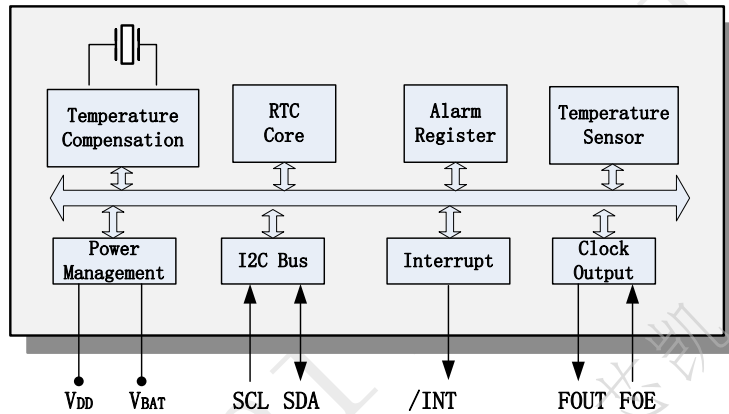 Temperature
Compensation
RTC
Core
Alarm
Register
Temperature
Sensor
Power
Management
I2C Bus
Interrupt
Clock
Output
VDD
VBAT
SCL
SDA
/INT
FOUT
FOE